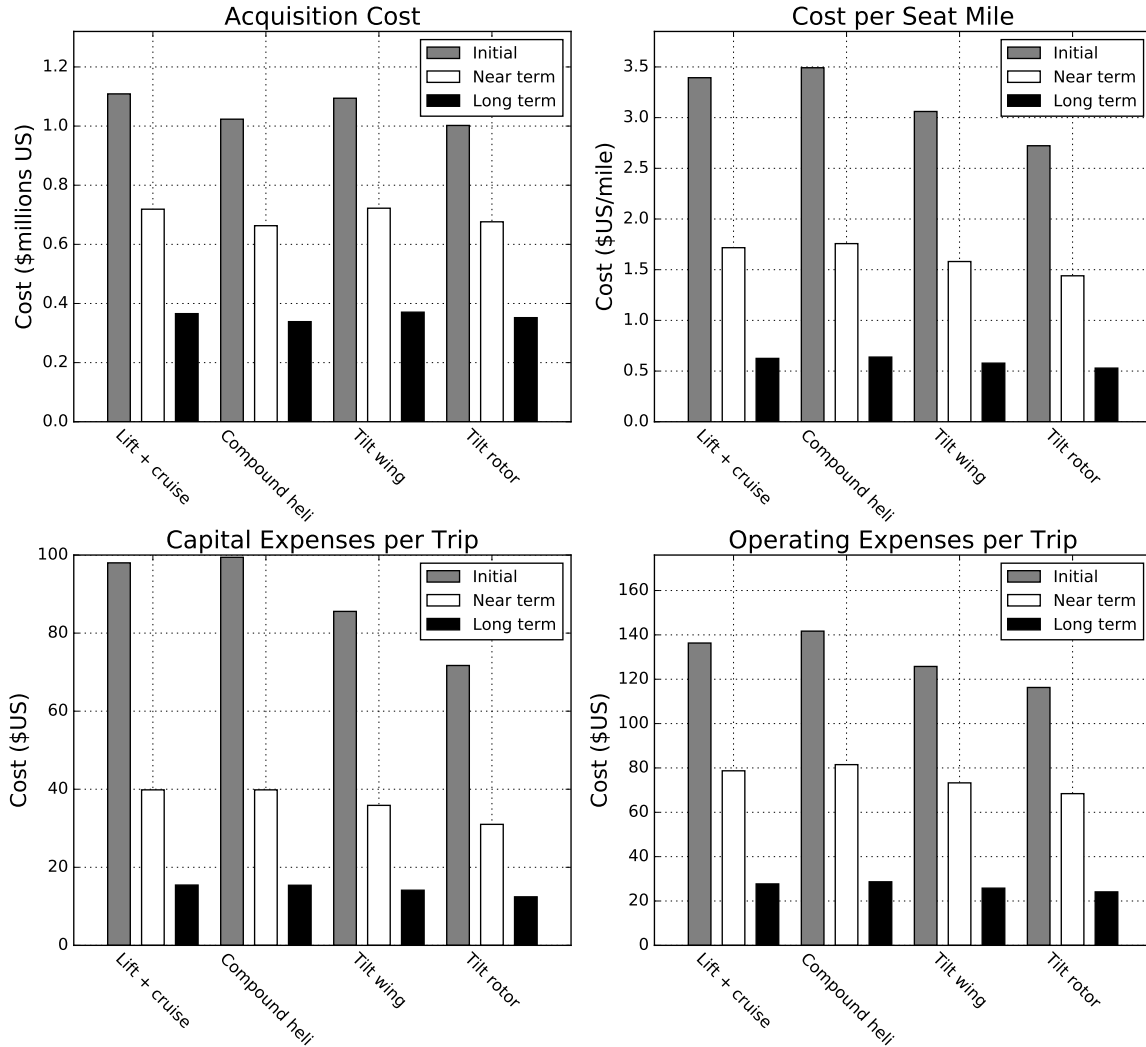 Acquisition Cost
Cost ($millions US)
1.2
1.0
0.8
0.6
0.4
0.2
0.0
Initial
Near term
Long term
Lift + cruise
Compound heli
Tilt wing
Tilt rotor
Cost per Seat Mile
Cost ($US/mile)
3.5
3.0
2.5
2.0
1.5
1.0
0.5
0.0
Initial
Near term
Long term
Lift + cruise
Compound heli
Tilt wing
Tilt rotor
Capital Expenses per Trip
Cost ($US)
100
80
60
40
20
0
Initial
Near term
Long term
Lift + cruise
Compound heli
Tilt wing
Tilt rotor
Operating Expenses per Trip
Cost ($US)
160
140
120
100
80
60
40
20
0
Initial
Near term
Long term
Lift + cruise
Compound heli
Tilt wing
Tilt rotor